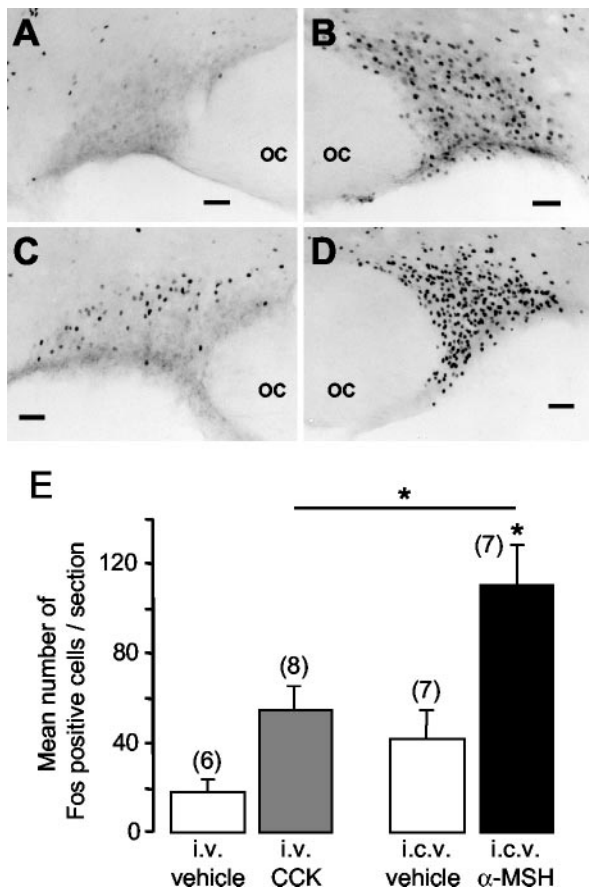 A
B
oc
oc
C
D
oc
oc
E
Mean number of
Fos positive cells / section
120
80
40
0
*
(7) *
(8)
(7)
(6)
i.v.
vehicle
i.v.
CCK
i.c.v.
vehicle
i.c.v.
α-MSH